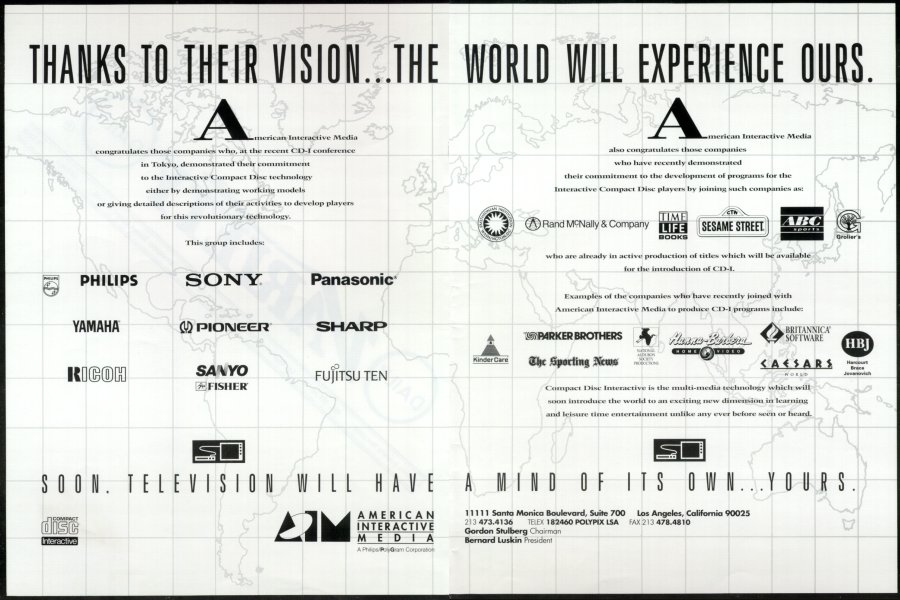 THANKS TO THEIR VISION...THE WORLD WILL EXPERIENCE OURS.
American Interactive Media
congratulates those companies who, at the recent CD-I conference
in Tokyo, demonstrated their commitment
to the Interactive Compact Disc technology
either by demonstrating working models
or giving detailed descriptions of their activities to develop players
for this revolutionary technology.
This group includes:
PHILIPS
PHILIPS
SONY®
Panasonic®
YAMAHA
PIONEER®
SHARP
RICOH
SANYO
FISHER®
FUJITSU TEN
American Interactive Media
also congratulates those companies
who have recently demonstrated
their commitment to the development of programs for the
Interactive Compact Disc players by joining such companies as:
Rand McNally & Company
TIME
LIFE
BOOKS
CTW
SESAME STREET
ABC
sports
Grolier's
who are already in active production of titles which will be available
for the introduction of CD-I.
Examples of the companies who have recently joined with
American Interactive Media to produce CD-I programs include:
KinderCare
PARKER BROTHERS
The Sporting News
NATIONAL
AUDUBON
SOCIETY
PRODUCTIONS
Hanna-Barbera
HOME VIDEO
BRITANNICA®
SOFTWARE
CAESARS
WORLD
HBJ
Harcourt
Brace
Jovanovich
Compact Disc Interactive is the multi-media technology which will
soon introduce the world to an exciting new dimension in learning
and leisure time entertainment unlike any ever before seen or heard.
SOON, TELEVISION WILL HAVE A MIND OF ITS OWN...YOURS.
COMPACT
disc
Interactive
AIM
AMERICAN
INTERACTIVE
MEDIA
A Philips/PolyGram Corporation
11111 Santa Monica Boulevard, Suite 700 Los Angeles, California 90025
213 473.4136 TELEX 182460 POLYPIX LSA FAX 213 478.4810
Gordon Stulberg Chairman
Bernard Luskin President